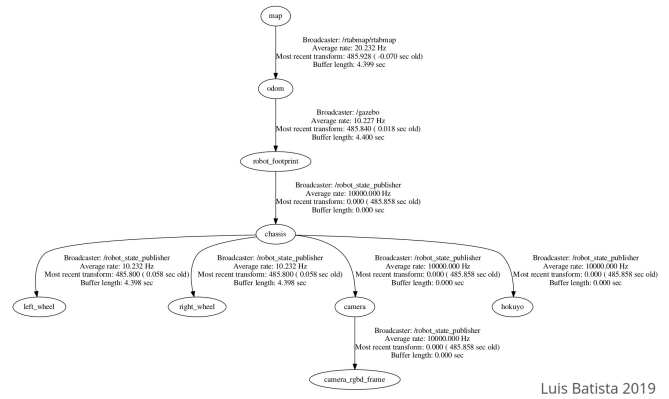 map
Broadcaster: /rtabmap/rtabmap
Average rate: 20.232 Hz
Most recent transform: 485.928 ( -0.070 sec old)
Buffer length: 4.399 sec
odom
Broadcaster: /gazebo
Average rate: 10.227 Hz
Most recent transform: 485.840 ( 0.018 sec old)
Buffer length: 4.400 sec
robot_footprint
Broadcaster: /robot_state_publisher
Average rate: 10000.000 Hz
Most recent transform: 0.000 ( 485.858 sec old)
Buffer length: 0.000 sec
chassis
Broadcaster: /robot_state_publisher
Average rate: 10.232 Hz
Most recent transform: 485.800 ( 0.058 sec old)
Buffer length: 4.398 sec
Broadcaster: /robot_state_publisher
Average rate: 10.232 Hz
Most recent transform: 485.800 ( 0.058 sec old)
Buffer length: 4.398 sec
Broadcaster: /robot_state_publisher
Average rate: 10000.000 Hz
Most recent transform: 0.000 ( 485.858 sec old)
Buffer length: 0.000 sec
Broadcaster: /robot_state_publisher
Average rate: 10000.000 Hz
Most recent transform: 0.000 ( 485.858 sec old)
Buffer length: 0.000 sec
left_wheel
right_wheel
camera
hokuyo
Broadcaster: /robot_state_publisher
Average rate: 10000.000 Hz
Most recent transform: 0.000 ( 485.858 sec old)
Buffer length: 0.000 sec
camera_rgbd_frame
Luis Batista 2019